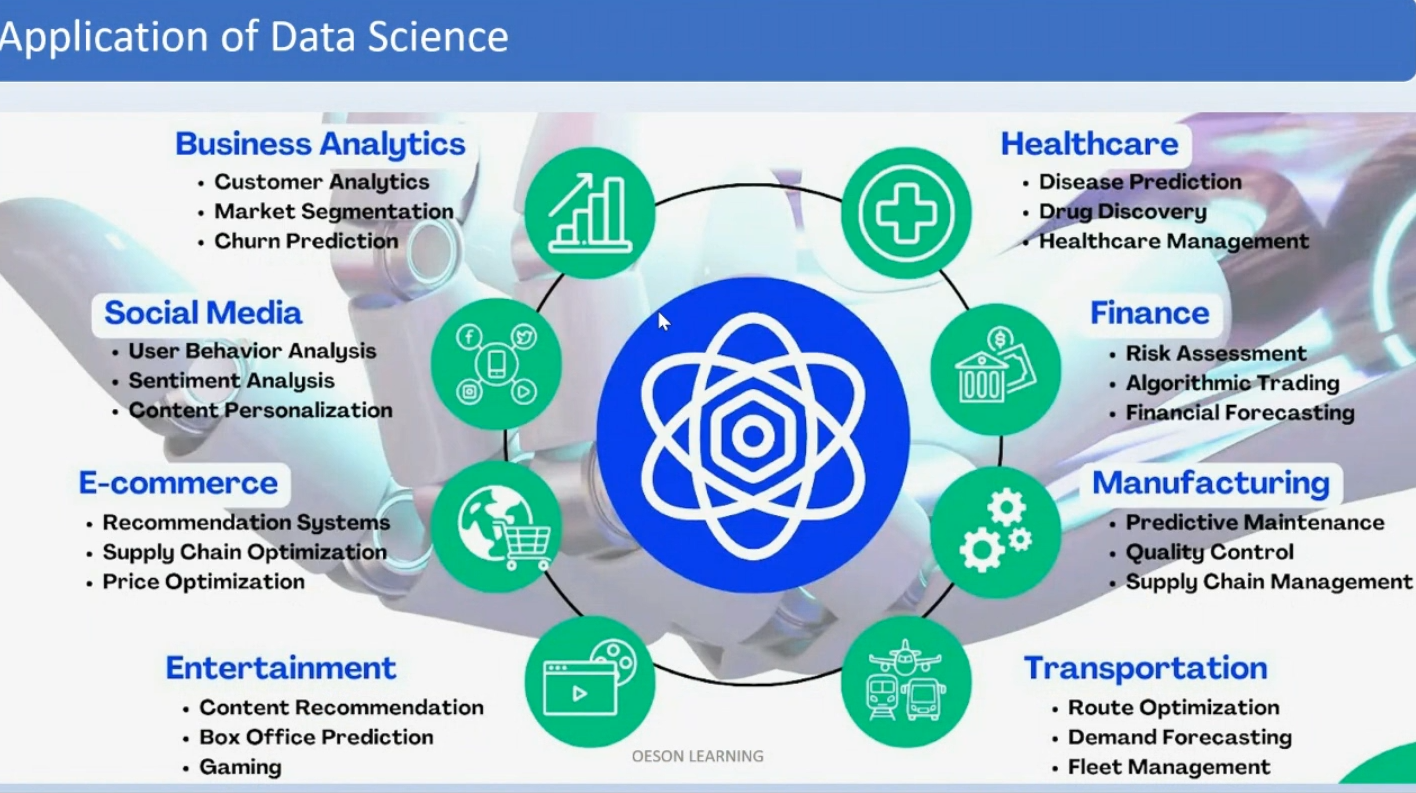 Application of Data Science
Business Analytics
• Customer Analytics
• Market Segmentation
• Churn Prediction
Social Media
• User Behavior Analysis
• Sentiment Analysis
• Content Personalization
E-commerce
• Recommendation Systems
• Supply Chain Optimization
• Price Optimization
Entertainment
• Content Recommendation
• Box Office Prediction
• Gaming
Healthcare
• Disease Prediction
• Drug Discovery
• Healthcare Management
Finance
• Risk Assessment
• Algorithmic Trading
• Financial Forecasting
Manufacturing
• Predictive Maintenance
• Quality Control
• Supply Chain Management
Transportation
• Route Optimization
• Demand Forecasting
• Fleet Management
OESON LEARNING